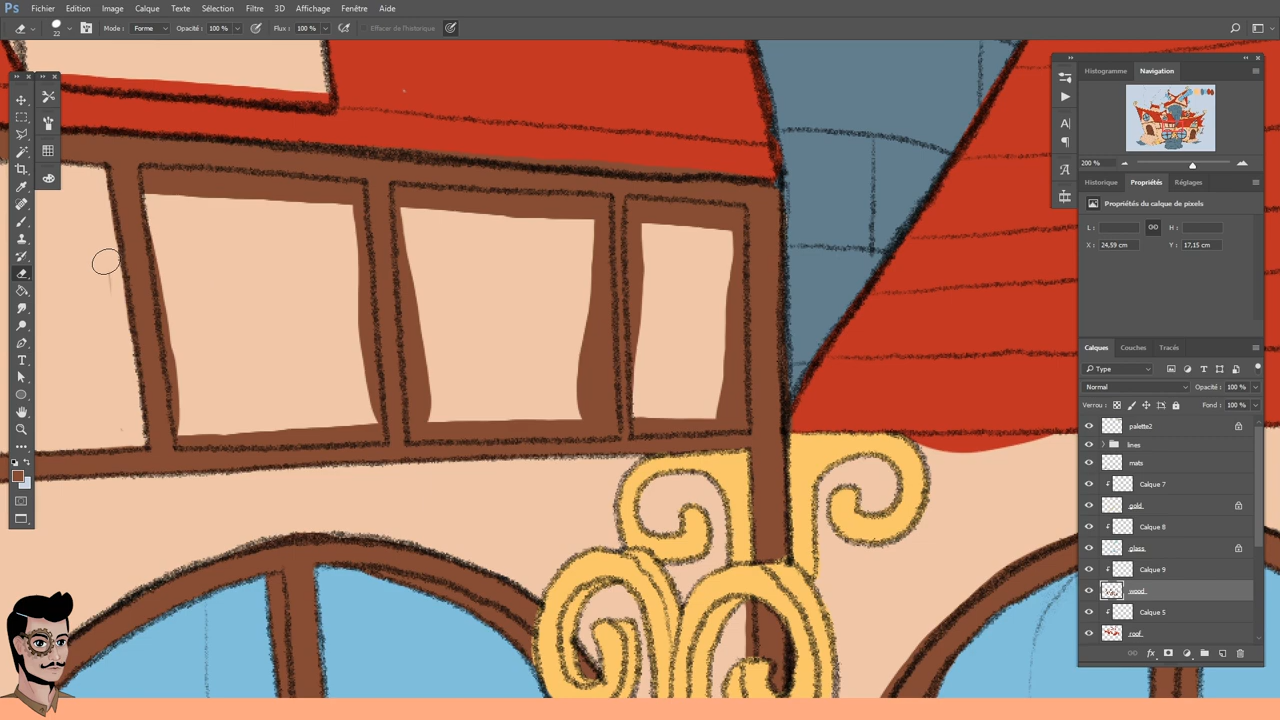 Ps Fichier Edition Image Calque Texte Sélection Filtre 3D Affichage Fenêtre Aide
22 Mode : Forme Opacité : 100 % Flux : 100 % Effacer de l'historique
Histogramme Navigation
200 %
Historique Propriétés Réglages
Propriétés du calque de pixels
L : H :
X : 24,59 cm Y : 17,15 cm
Calques Couches Tracés
Type
Normal Opacité : 100 %
Verrou : Fond : 100 %
palette2
lines
mats
Calque 7
gold
Calque 8
glass
Calque 9
wood
Calque 5
roof